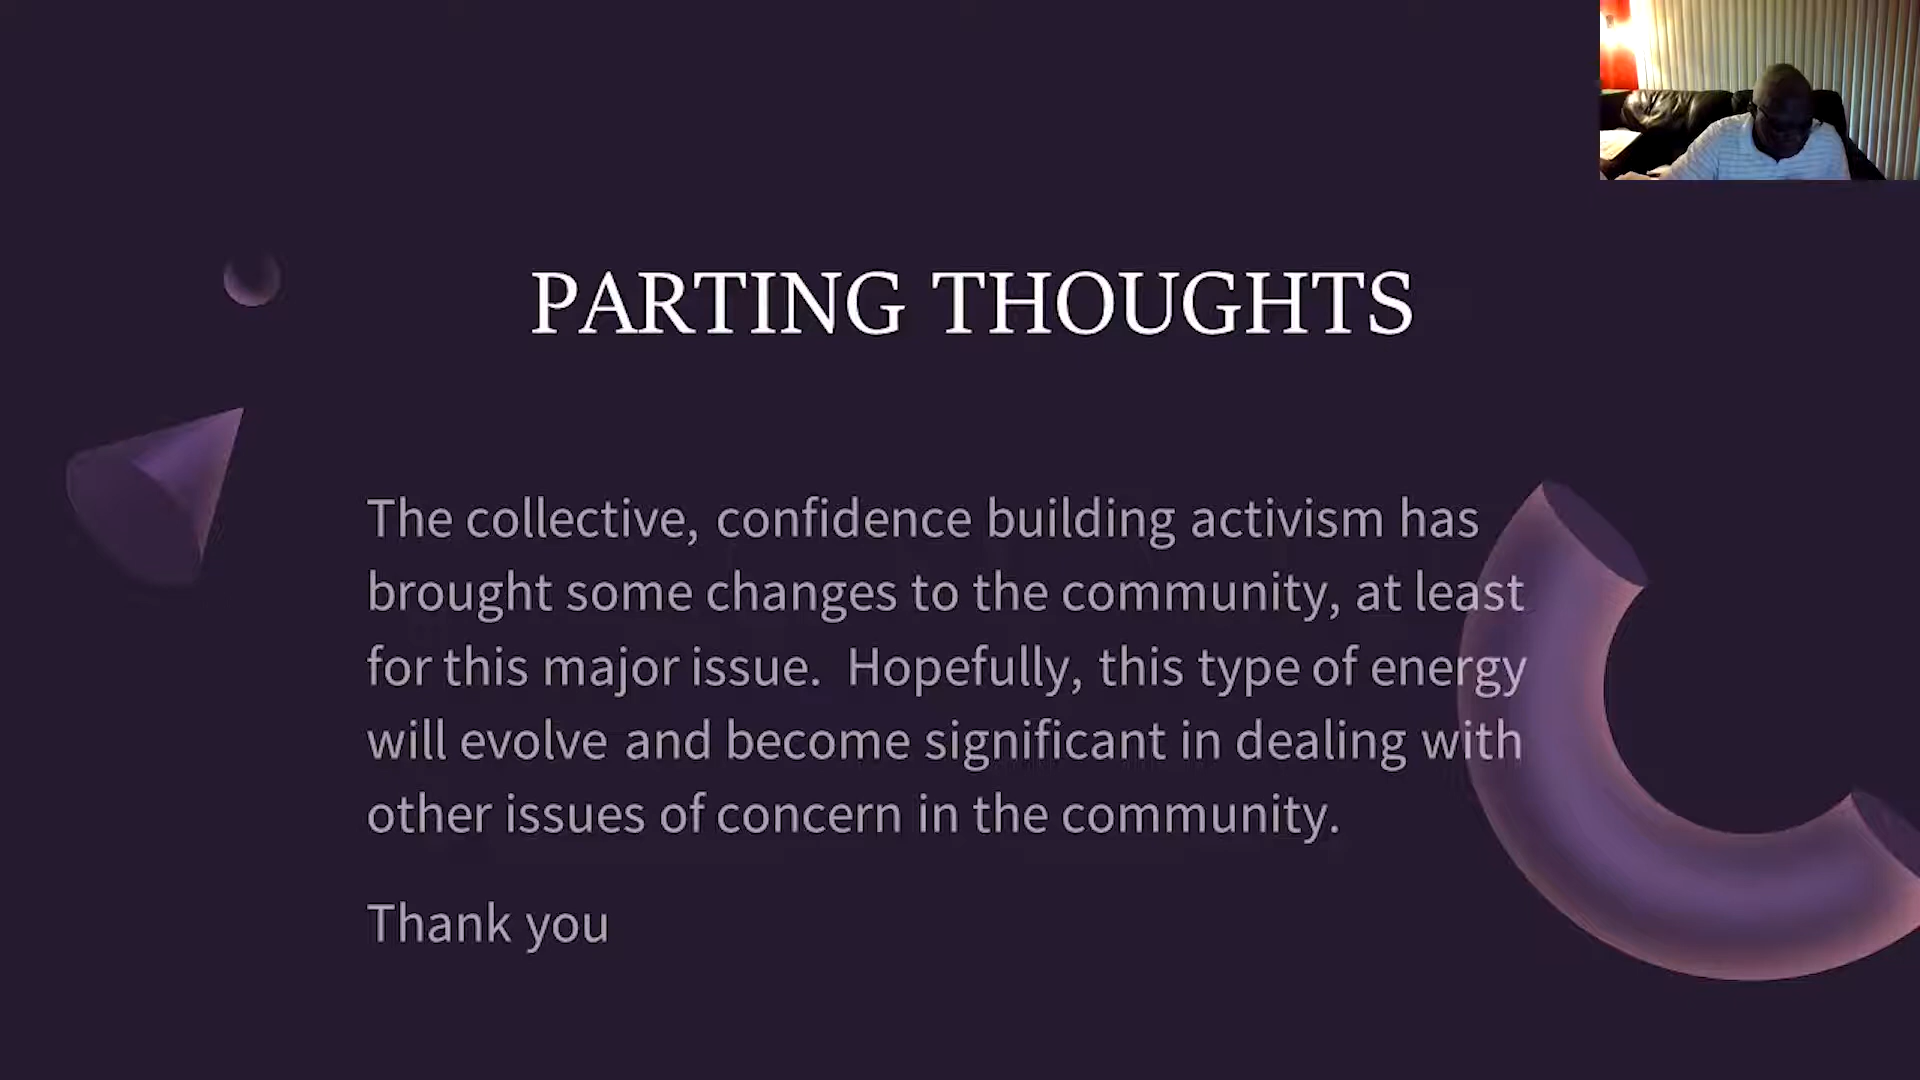 PARTING THOUGHTS
The collective, confidence building activism has
brought some changes to the community, at least
for this major issue.  Hopefully, this type of energy
will evolve and become significant in dealing with
other issues of concern in the community.
Thank you